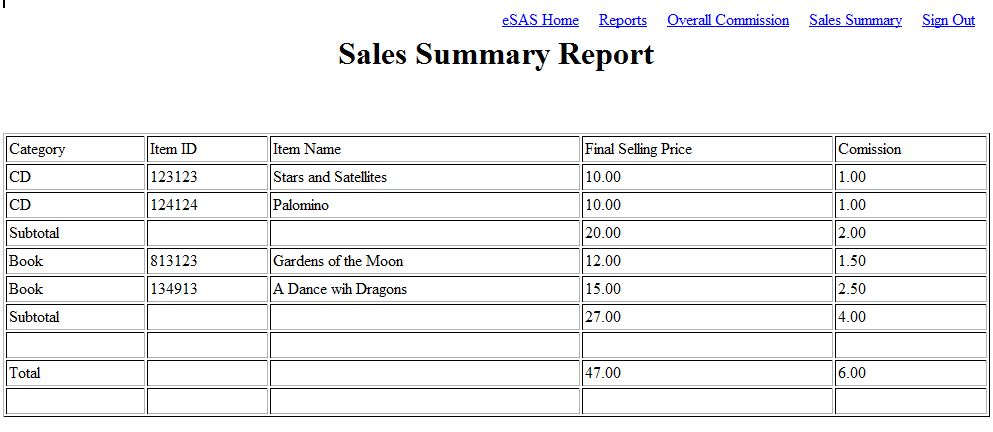 eSAS Home Reports Overall Commission Sales Summary Sign Out
Sales Summary Report
Category Item ID Item Name Final Selling Price Comission
CD 123123 Stars and Satellites 10.00 1.00
CD 124124 Palomino 10.00 1.00
Subtotal 20.00 2.00
Book 813123 Gardens of the Moon 12.00 1.50
Book 134913 A Dance wih Dragons 15.00 2.50
Subtotal 27.00 4.00
Total 47.00 6.00